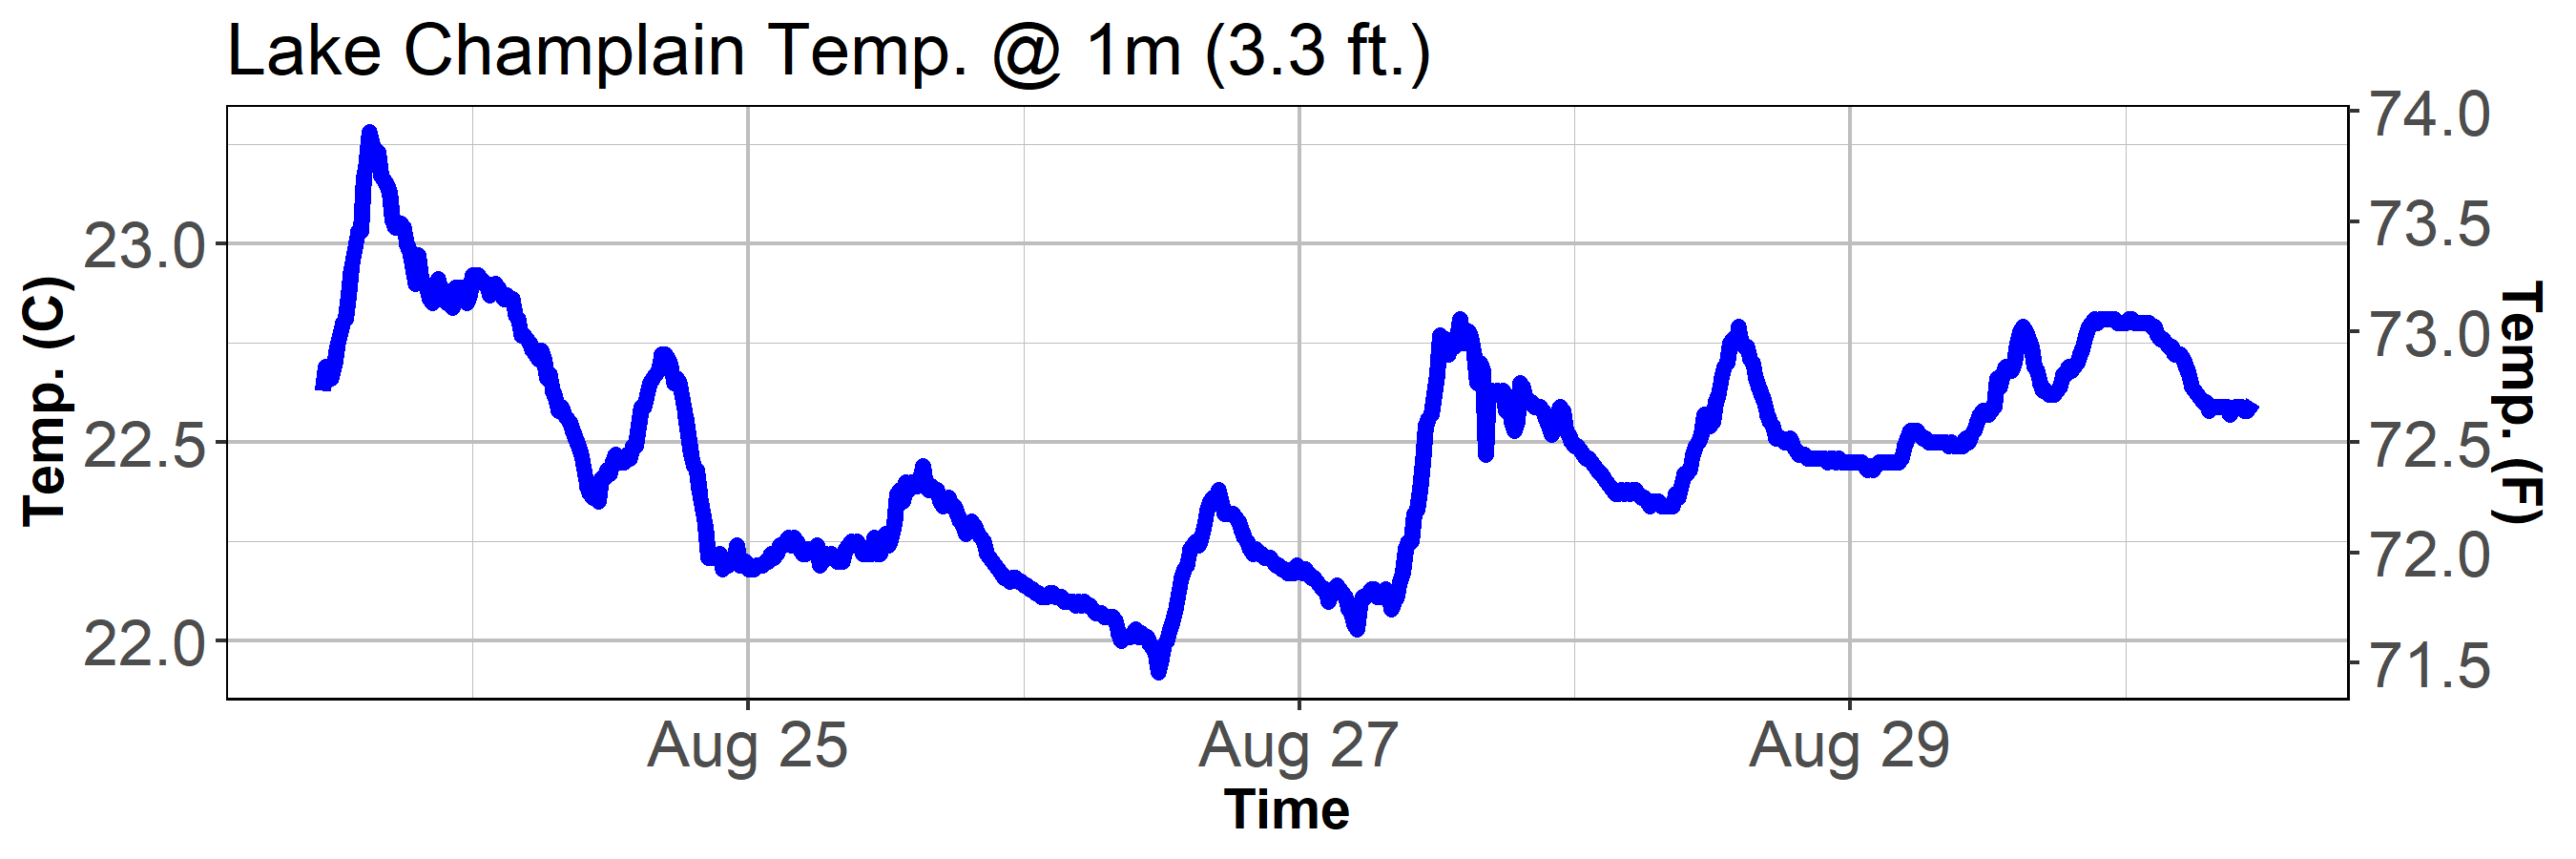 Lake Champlain Temp. @ 1m (3.3 ft.)
Temp. (C)
23.0
22.5
22.0
74.0
73.5
73.0
72.5
72.0
71.5
Temp. (F)
Aug 25
Aug 27
Aug 29
Time